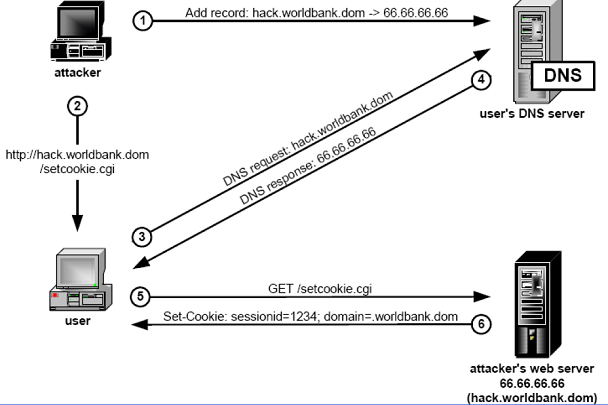 1
Add record: hack.worldbank.dom -> 66.66.66.66
attacker
DNS
user's DNS server
2
4
http://hack.worldbank.dom
/setcookie.cgi
DNS request: hack.worldbank.dom
DNS response: 66.66.66.66
3
5
GET /setcookie.cgi
user
Set-Cookie: sessionid=1234; domain=.worldbank.dom
6
attacker's web server
66.66.66.66
(hack.worldbank.dom)